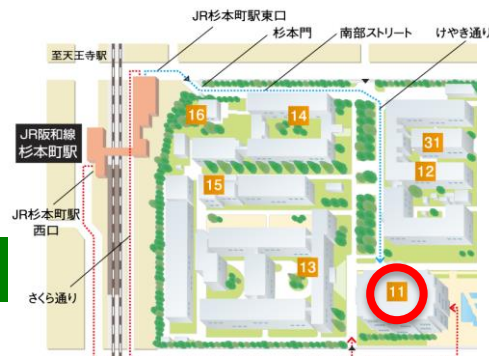 JR杉本町駅東口
杉本門
南部ストリート
けやき通り
至天王寺駅
JR阪和線
杉本町駅
16
14
31
12
15
JR杉本町駅
西口
13
11
さくら通り